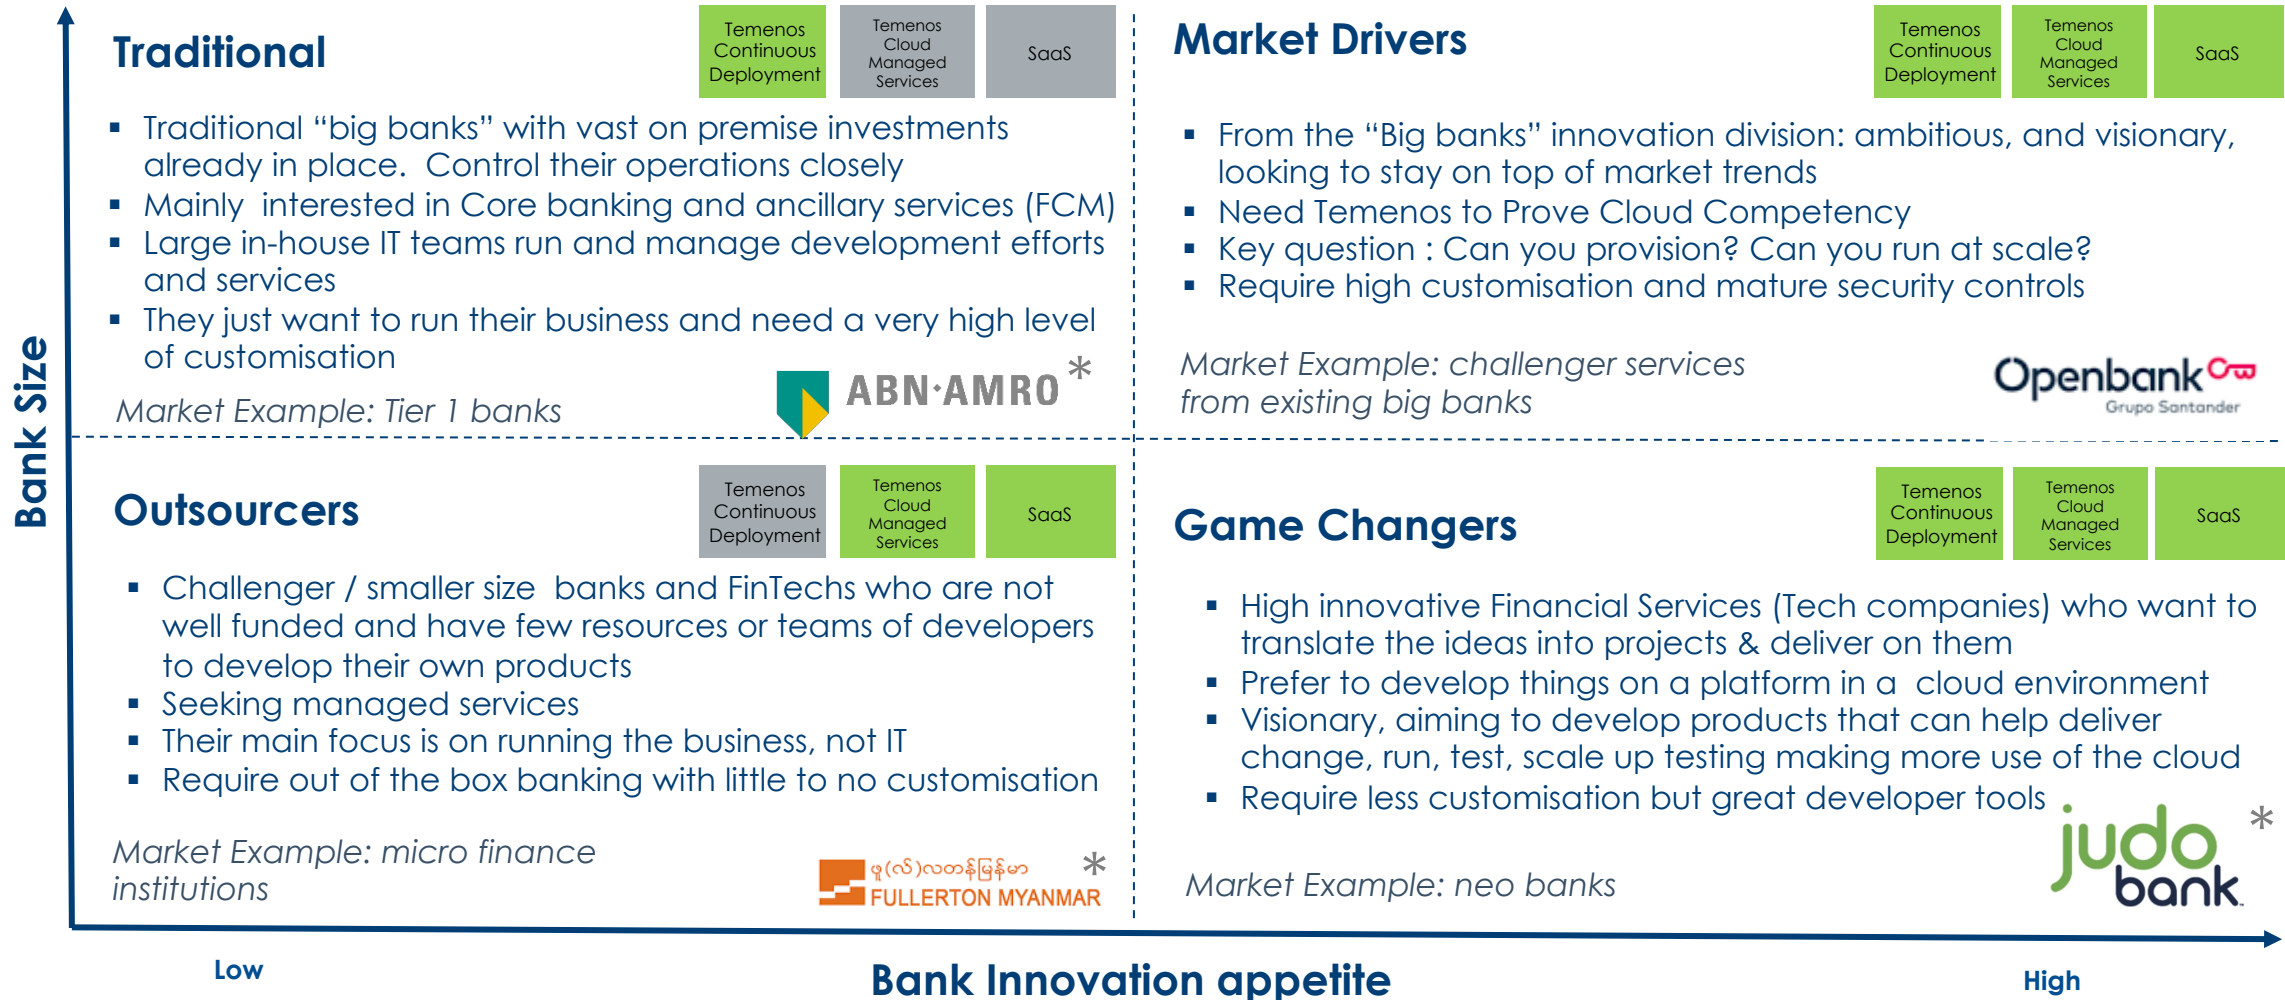 Traditional
Temenos
Continuous
Deployment
Temenos
Cloud
Managed
Services
SaaS
▪ Traditional “big banks” with vast on premise investments
already in place. Control their operations closely
▪ Mainly interested in Core banking and ancillary services (FCM)
▪ Large in-house IT teams run and manage development efforts
and services
▪ They just want to run their business and need a very high level
of customisation
Market Example: Tier 1 banks
ABN·AMRO *
Market Drivers
Temenos
Continuous
Deployment
Temenos
Cloud
Managed
Services
SaaS
▪ From the “Big banks” innovation division: ambitious, and visionary,
looking to stay on top of market trends
▪ Need Temenos to Prove Cloud Competency
▪ Key question : Can you provision? Can you run at scale?
▪ Require high customisation and mature security controls
Market Example: challenger services
from existing big banks
Openbank
Grupo Santander
Bank Size
Outsourcers
Temenos
Continuous
Deployment
Temenos
Cloud
Managed
Services
SaaS
▪ Challenger / smaller size banks and FinTechs who are not
well funded and have few resources or teams of developers
to develop their own products
▪ Seeking managed services
▪ Their main focus is on running the business, not IT
▪ Require out of the box banking with little to no customisation
Market Example: micro finance
institutions
ဖူ(လ်)လတန်မြန်မာ
FULLERTON MYANMAR *
Game Changers
Temenos
Continuous
Deployment
Temenos
Cloud
Managed
Services
SaaS
▪ High innovative Financial Services (Tech companies) who want to
translate the ideas into projects & deliver on them
▪ Prefer to develop things on a platform in a cloud environment
▪ Visionary, aiming to develop products that can help deliver
change, run, test, scale up testing making more use of the cloud
▪ Require less customisation but great developer tools
Market Example: neo banks
judo *
bank
Low
Bank Innovation appetite
High